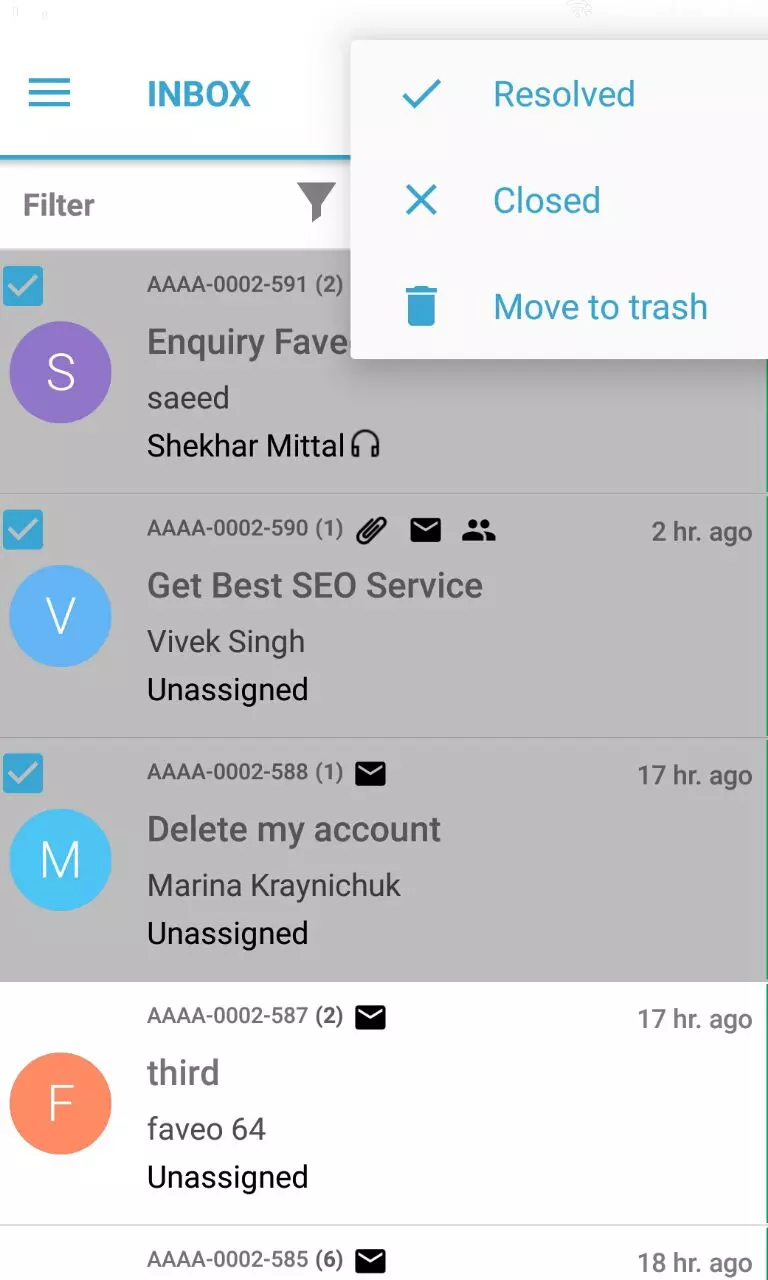 INBOX
Resolved
Closed
Move to trash
Filter
AAAA-0002-591 (2)
S
Enquiry Fave
saeed
Shekhar Mittal
AAAA-0002-590 (1) 2 hr. ago
V
Get Best SEO Service
Vivek Singh
Unassigned
AAAA-0002-588 (1) 17 hr. ago
M
Delete my account
Marina Kraynichuk
Unassigned
AAAA-0002-587 (2) 17 hr. ago
F
third
faveo 64
Unassigned
AAAA-0002-585 (6) 18 hr. ago